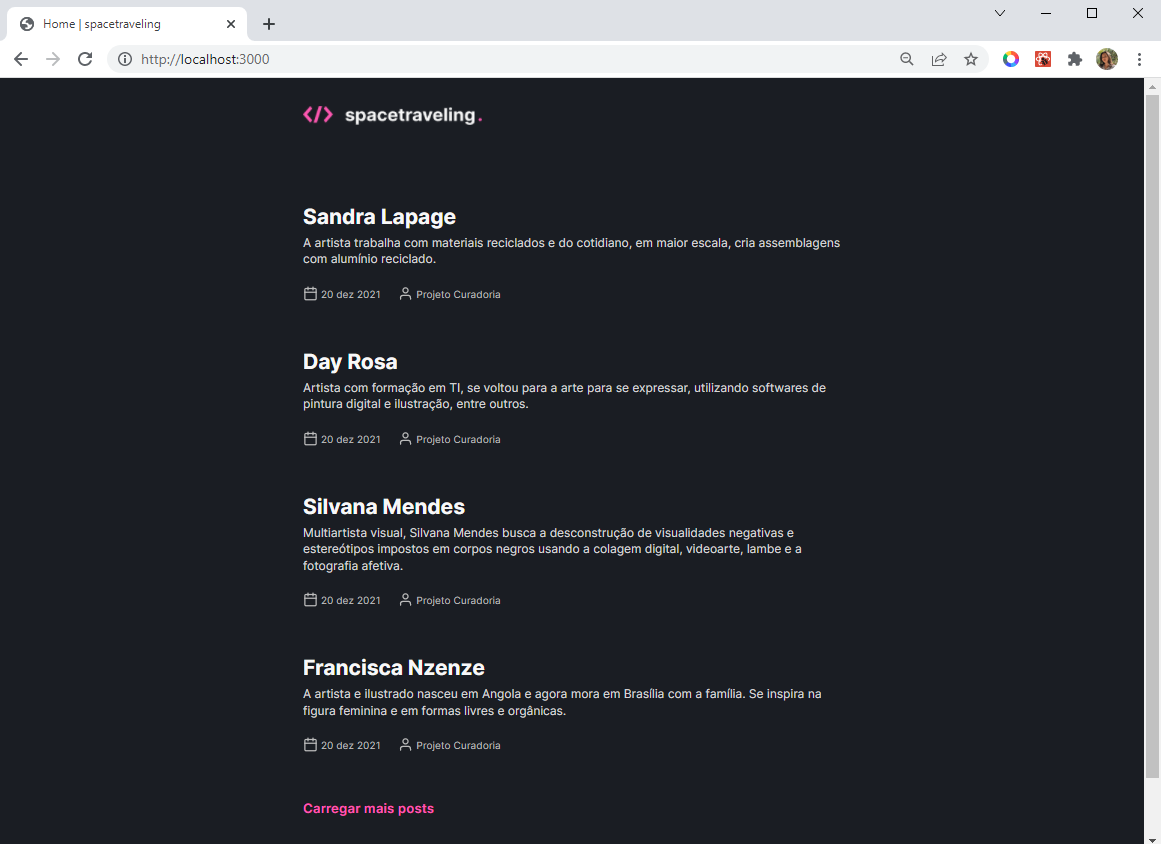 Home | spacetraveling
http://localhost:3000
</> spacetraveling.
Sandra Lapage
A artista trabalha com materiais reciclados e do cotidiano, em maior escala, cria assemblagens
com alumínio reciclado.
20 dez 2021 Projeto Curadoria
Day Rosa
Artista com formação em TI, se voltou para a arte para se expressar, utilizando softwares de
pintura digital e ilustração, entre outros.
20 dez 2021 Projeto Curadoria
Silvana Mendes
Multiartista visual, Silvana Mendes busca a desconstrução de visualidades negativas e
estereótipos impostos em corpos negros usando a colagem digital, videoarte, lambe e a
fotografia afetiva.
20 dez 2021 Projeto Curadoria
Francisca Nzenze
A artista e ilustrado nasceu em Angola e agora mora em Brasília com a família. Se inspira na
figura feminina e em formas livres e orgânicas.
20 dez 2021 Projeto Curadoria
Carregar mais posts